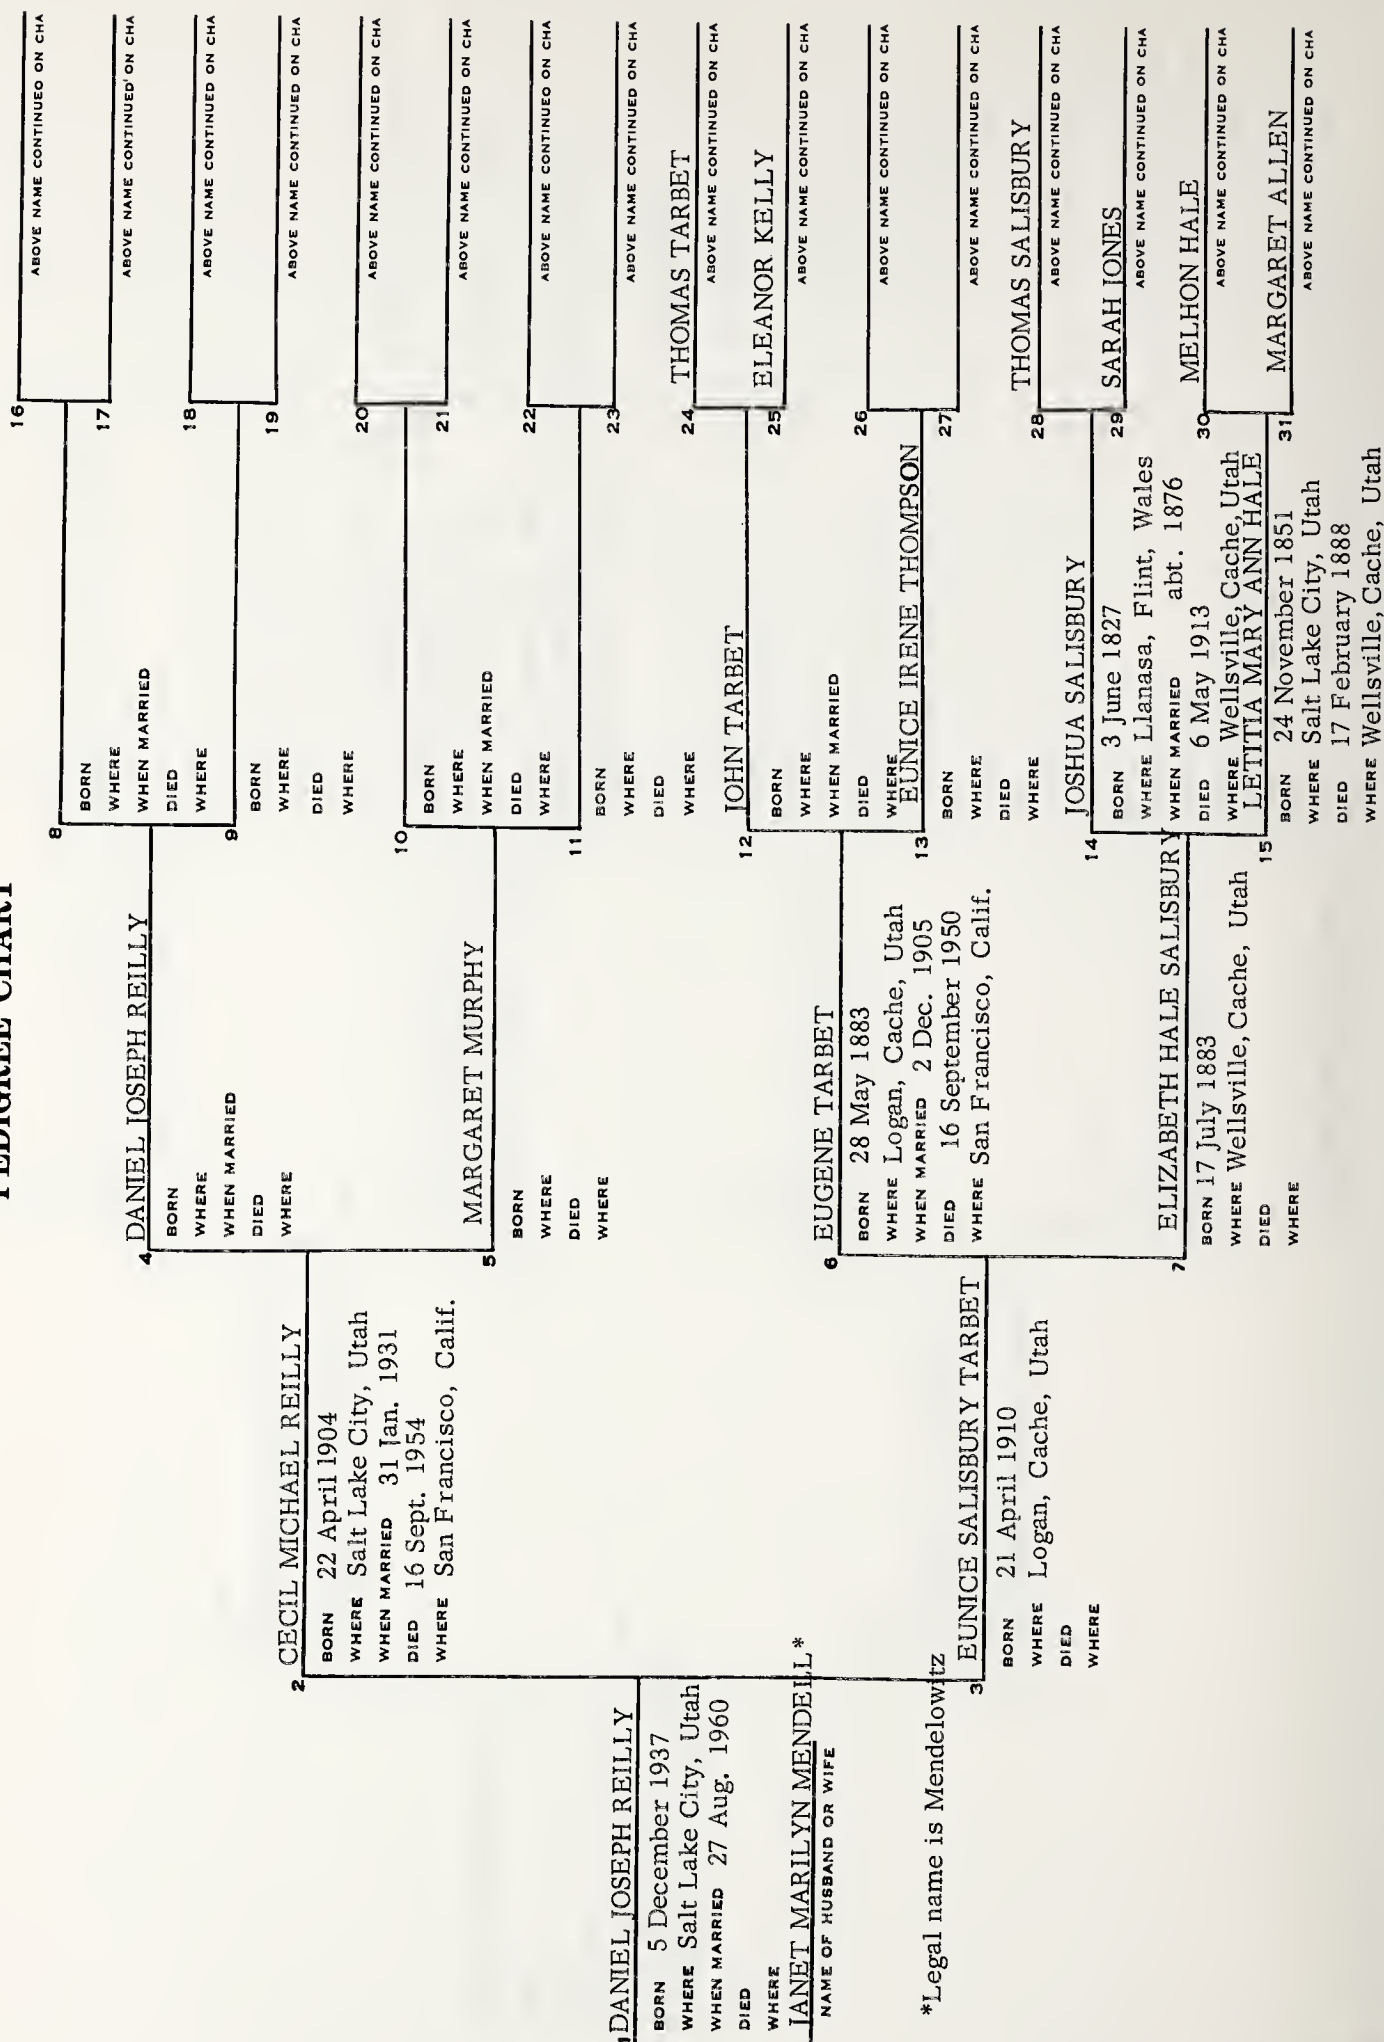 PEDIGREE CHART
1
DANIEL JOSEPH REILLY
BORN 5 December 1937
WHERE Salt Lake City, Utah
WHEN MARRIED 27 Aug. 1960
DIED
WHERE
JANET MARILYN MENDELL*
NAME OF HUSBAND OR WIFE
*Legal name is Mendelowitz
2
CECIL MICHAEL REILLY
BORN 22 April 1904
WHERE Salt Lake City, Utah
WHEN MARRIED 31 Jan. 1931
DIED 16 Sept. 1954
WHERE San Francisco, Calif.
3
EUNICE SALISBURY TARBET
BORN 21 April 1910
WHERE Logan, Cache, Utah
DIED
WHERE
4
DANIEL JOSEPH REILLY
BORN
WHERE
WHEN MARRIED
DIED
WHERE
5
MARGARET MURPHY
BORN
WHERE
DIED
WHERE
6
EUGENE TARBET
BORN 28 May 1883
WHERE Logan, Cache, Utah
WHEN MARRIED 2 Dec. 1905
DIED 16 September 1950
WHERE San Francisco, Calif.
7
ELIZABETH HALE SALISBURY
BORN 17 July 1883
WHERE Wellsville, Cache, Utah
DIED
WHERE
8
BORN
WHERE
WHEN MARRIED
DIED
WHERE
9
BORN
WHERE
DIED
WHERE
10
BORN
WHERE
WHEN MARRIED
DIED
WHERE
11
BORN
WHERE
DIED
WHERE
12
JOHN TARBET
BORN
WHERE
WHEN MARRIED
DIED
WHERE
13
EUNICE IRENE THOMPSON
BORN
WHERE
DIED
WHERE
14
JOSHUA SALISBURY
BORN 3 June 1827
WHERE Llanasa, Flint, Wales
WHEN MARRIED abt. 1876
DIED 6 May 1913
WHERE Wellsville, Cache, Utah
15
LETITIA MARY ANN HALE
BORN 24 November 1851
WHERE Salt Lake City, Utah
DIED 17 February 1888
WHERE Wellsville, Cache, Utah
16
ABOVE NAME CONTINUEO ON CHA
17
ABOVE NAME CONTINUED' ON CHA
18
ABOVE NAME CONTINUED ON CHA
19
ABOVE NAME CONTINUED ON CHA
20
ABOVE NAME CONTINUED ON CHA
21
ABOVE NAME CONTINUED ON CHA
22
ABOVE NAME CONTINUEO ON CHA
23
ABOVE NAME CONTINUED ON CHA
24
THOMAS TARBET
ABOVE NAME CONTINUED ON CHA
25
ELEANOR KELLY
ABOVE NAME CONTINUED ON CHA
26
ABOVE NAME CONTINUED ON CHA
27
ABOVE NAME CONTINUED ON CHA
28
THOMAS SALISBURY
ABOVE NAME CONTINUED ON CHA
29
SARAH JONES
ABOVE NAME CONTINUED ON CHA
30
MELHON HALE
ABOVE NAME CONTINUED ON CHA
31
MARGARET ALLEN
ABOVE NAME CONTINUED ON CHA